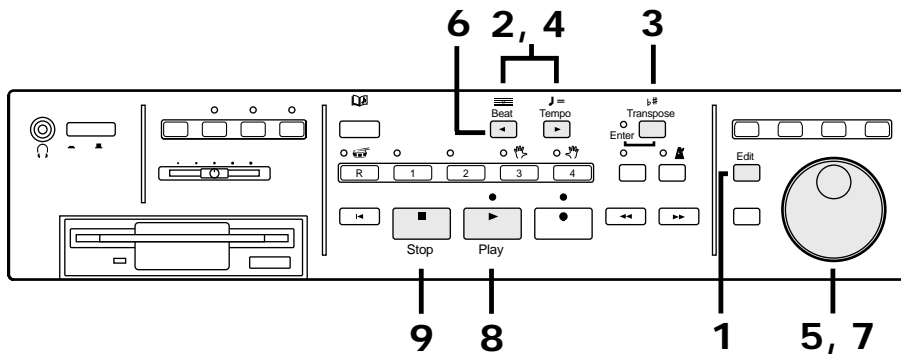 6 2, 4 3
♭♯
Beat Tempo Transpose
Enter
Edit
R 1 2 3 4
Stop Play
9 8 1 5, 7